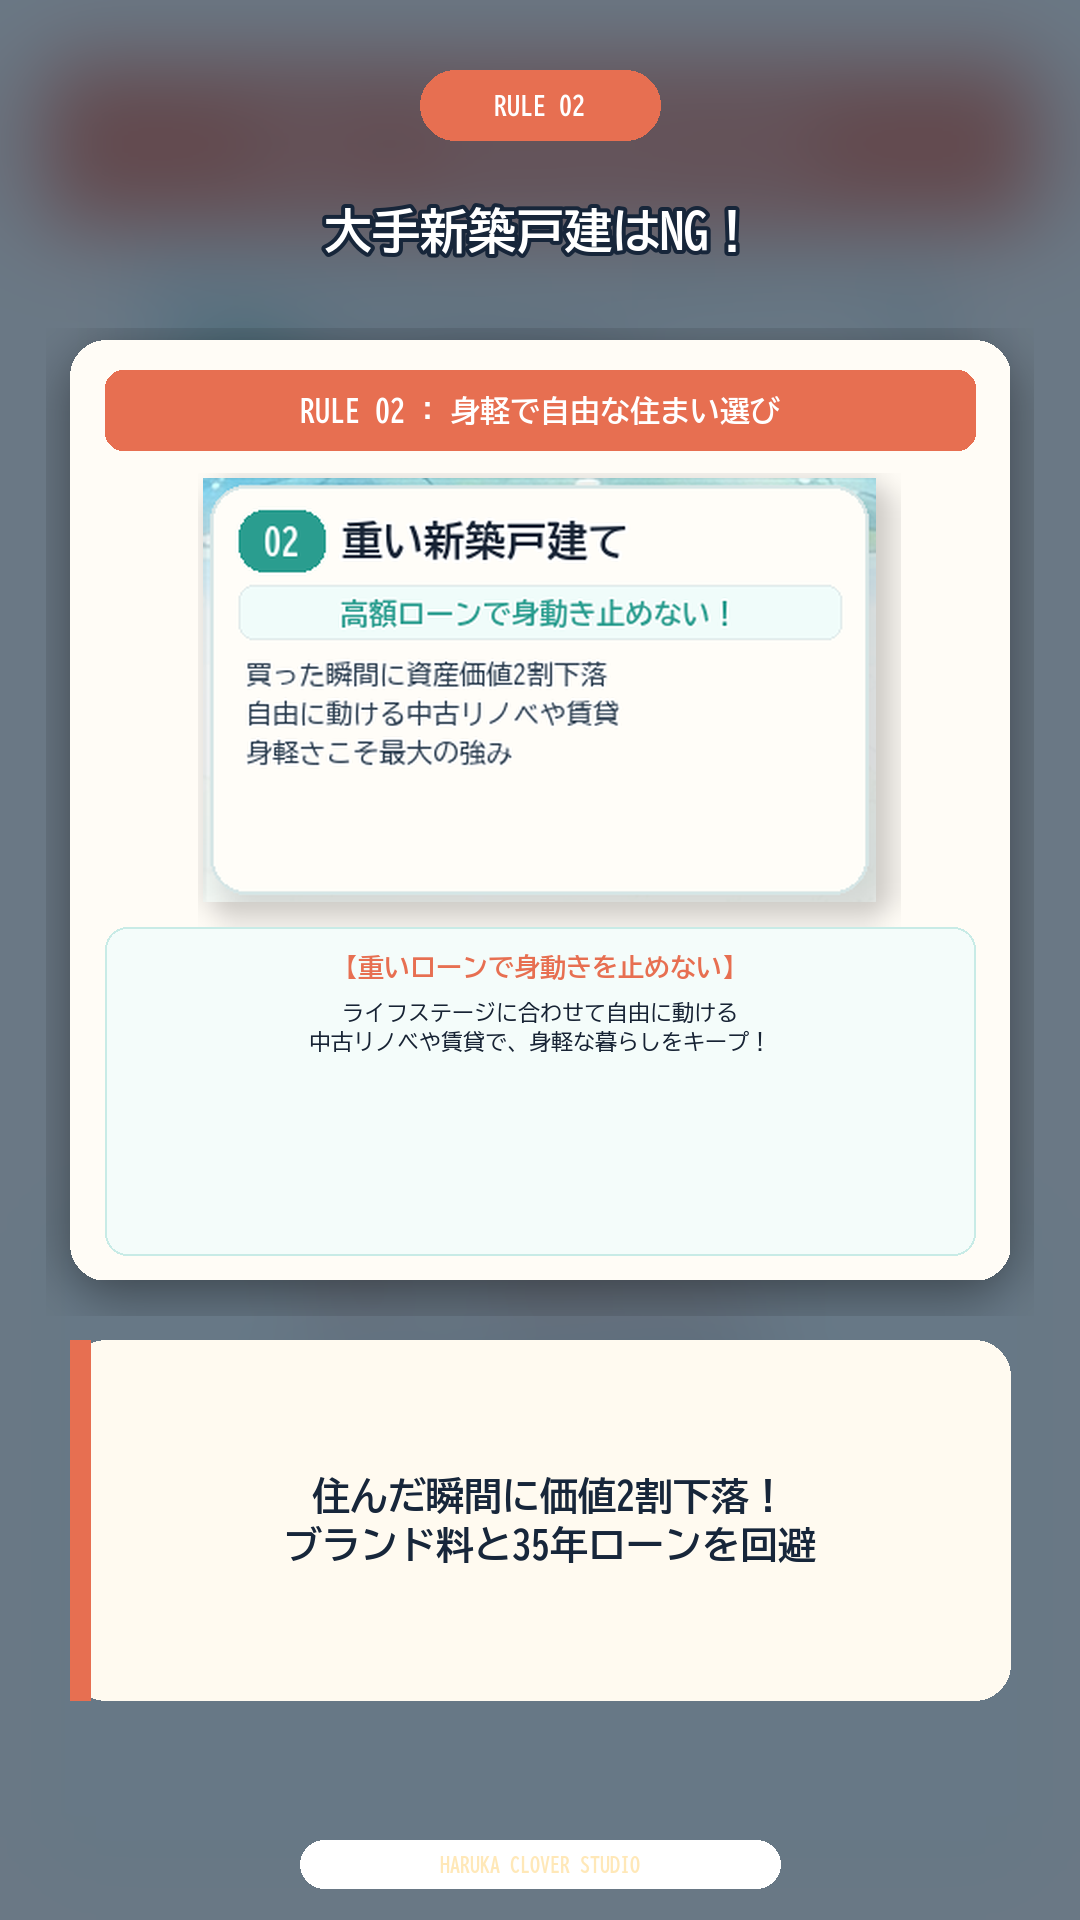 RULE 02
大手新築戸建はNG！
RULE 02 : 身軽で自由な住まい選び
02 重い新築戸建て
高額ローンで身動き止めない！
買った瞬間に資産価値2割下落
自由に動ける中古リノベや賃貸
身軽さこそ最大の強み
【重いローンで身動きを止めない】
ライフステージに合わせて自由に動ける
中古リノベや賃貸で、身軽な暮らしをキープ！
住んだ瞬間に価値2割下落！
ブランド料と35年ローンを回避
HARUKA CLOVER STUDIO